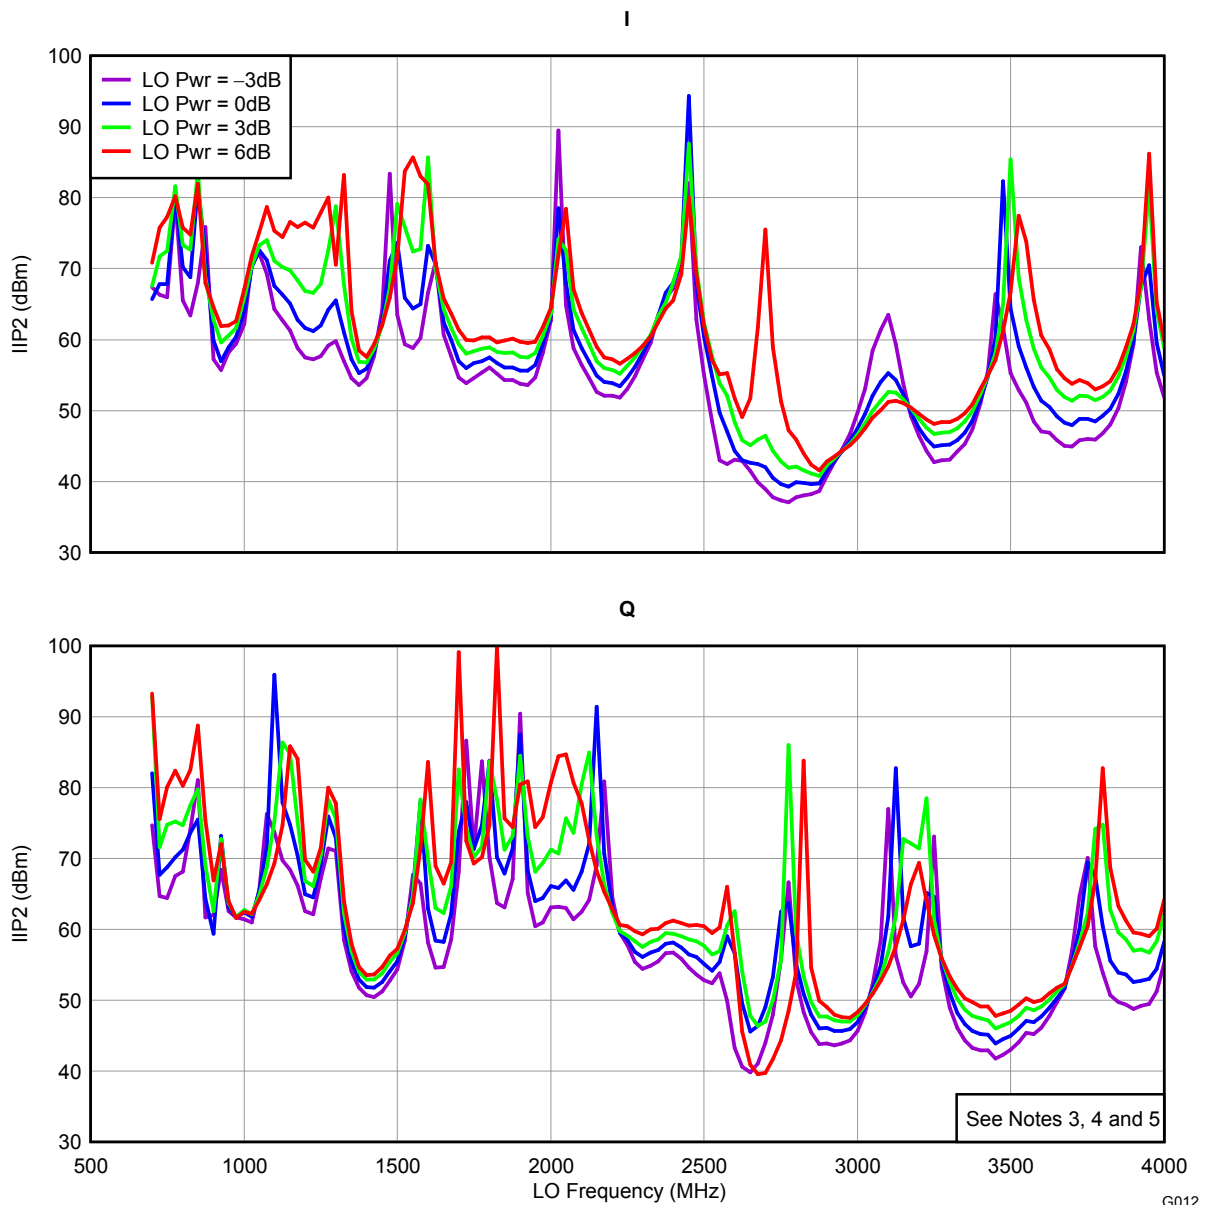 I
100
90
80
70
60
50
40
30
IIP2 (dBm)
LO Pwr = −3dB
LO Pwr = 0dB
LO Pwr = 3dB
LO Pwr = 6dB
Q
100
90
80
70
60
50
40
30
IIP2 (dBm)
See Notes 3, 4 and 5
500 1000 1500 2000 2500 3000 3500 4000
LO Frequency (MHz)
G012